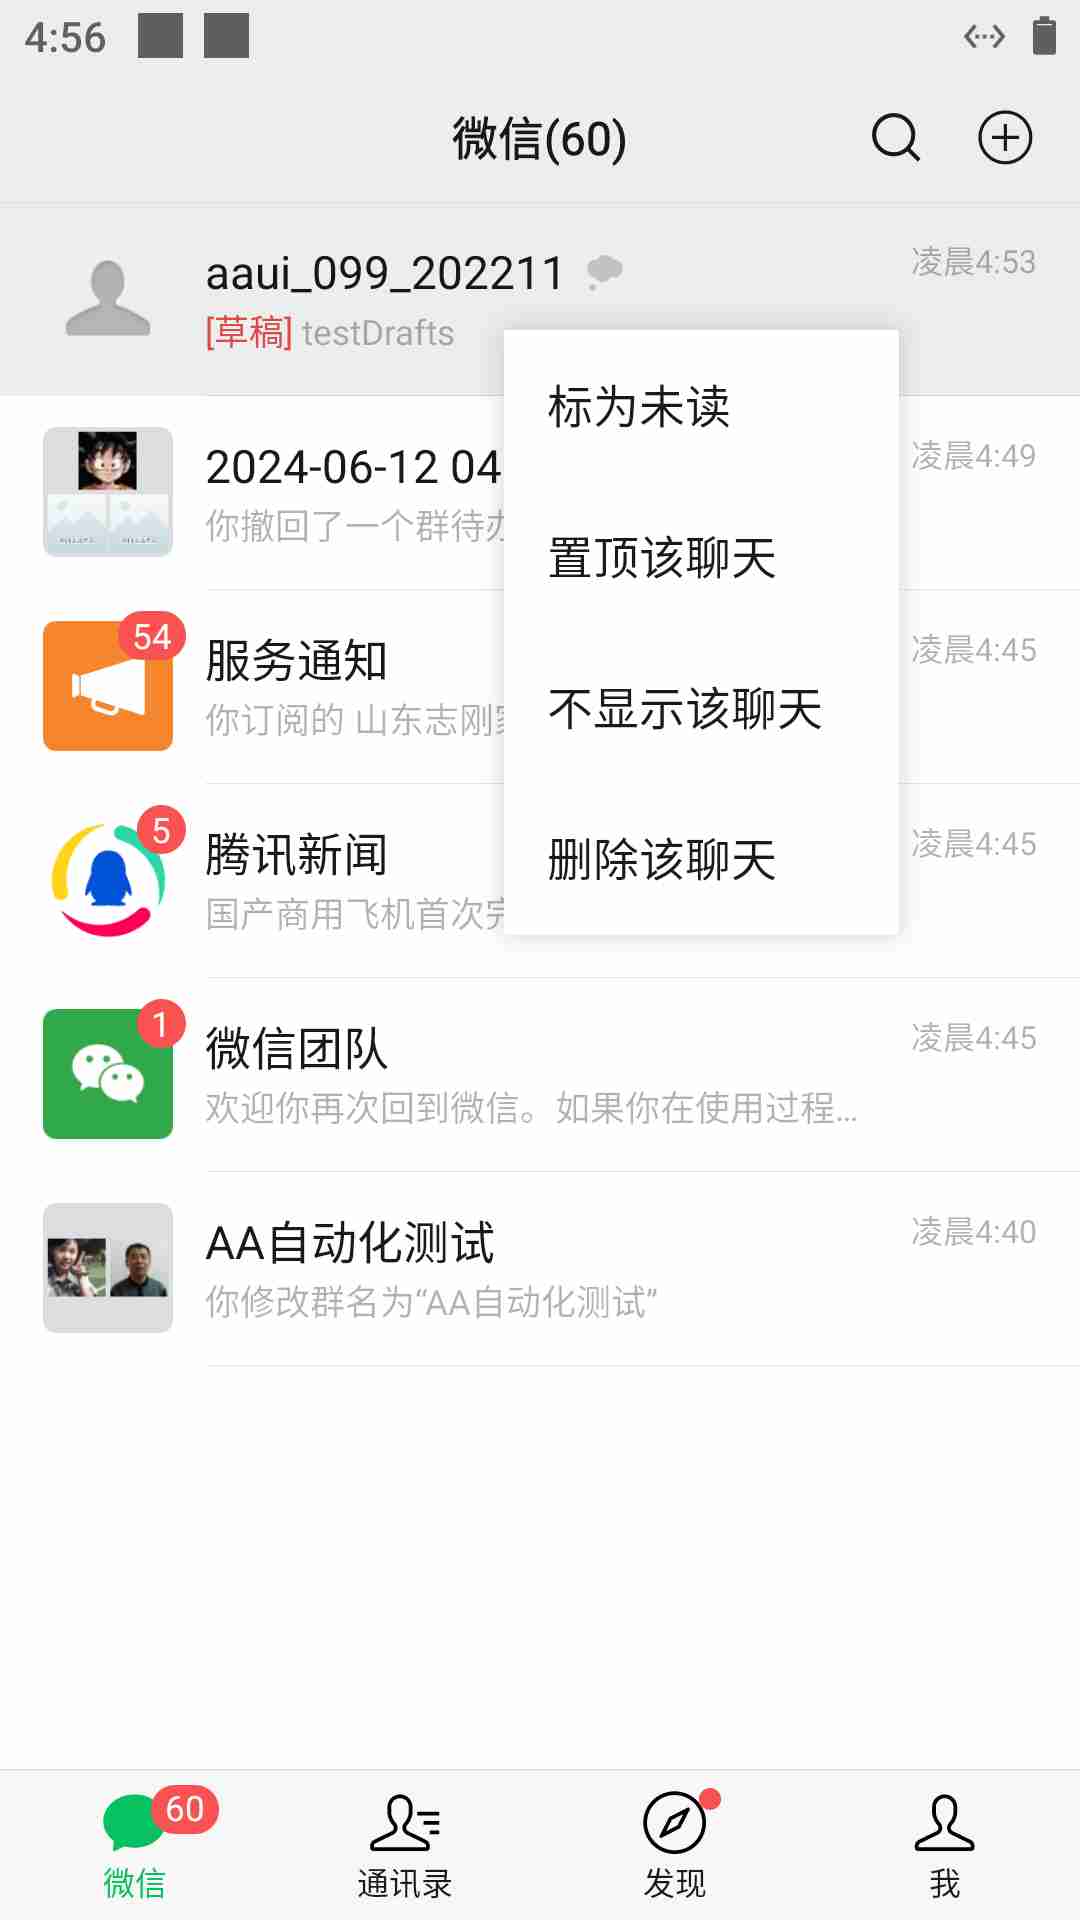 4:56
微信(60)
aaui_099_202211
凌晨4:53
[草稿] testDrafts
标为未读
置顶该聊天
不显示该聊天
删除该聊天
2024-06-12 04
凌晨4:49
你撤回了一个群待
54
服务通知
凌晨4:45
你订阅的 山东志刚
5
腾讯新闻
凌晨4:45
国产商用飞机首次
1
微信团队
凌晨4:45
欢迎你再次回到微信。如果你在使用过程...
AA自动化测试
凌晨4:40
你修改群名为“AA自动化测试”
60
微信
通讯录
发现
我